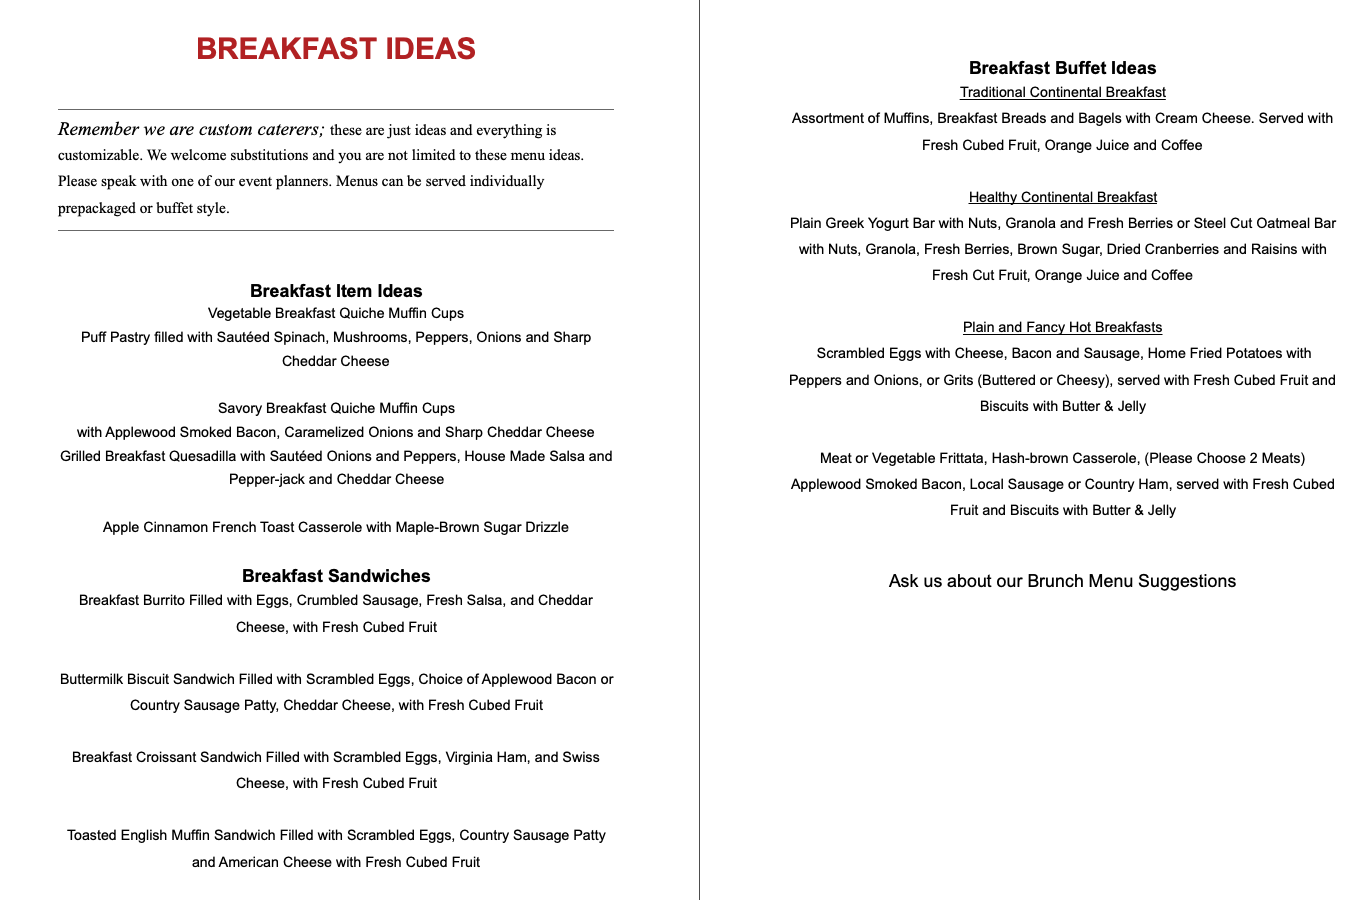 BREAKFAST IDEAS
Remember we are custom caterers; these are just ideas and everything is
customizable. We welcome substitutions and you are not limited to these menu ideas.
Please speak with one of our event planners. Menus can be served individually
prepackaged or buffet style.
Breakfast Item Ideas
Vegetable Breakfast Quiche Muffin Cups
Puff Pastry filled with Sautéed Spinach, Mushrooms, Peppers, Onions and Sharp
Cheddar Cheese
Savory Breakfast Quiche Muffin Cups
with Applewood Smoked Bacon, Caramelized Onions and Sharp Cheddar Cheese
Grilled Breakfast Quesadilla with Sautéed Onions and Peppers, House Made Salsa and
Pepper-jack and Cheddar Cheese
Apple Cinnamon French Toast Casserole with Maple-Brown Sugar Drizzle
Breakfast Sandwiches
Breakfast Burrito Filled with Eggs, Crumbled Sausage, Fresh Salsa, and Cheddar
Cheese, with Fresh Cubed Fruit
Buttermilk Biscuit Sandwich Filled with Scrambled Eggs, Choice of Applewood Bacon or
Country Sausage Patty, Cheddar Cheese, with Fresh Cubed Fruit
Breakfast Croissant Sandwich Filled with Scrambled Eggs, Virginia Ham, and Swiss
Cheese, with Fresh Cubed Fruit
Toasted English Muffin Sandwich Filled with Scrambled Eggs, Country Sausage Patty
and American Cheese with Fresh Cubed Fruit
Breakfast Buffet Ideas
Traditional Continental Breakfast
Assortment of Muffins, Breakfast Breads and Bagels with Cream Cheese. Served with
Fresh Cubed Fruit, Orange Juice and Coffee
Healthy Continental Breakfast
Plain Greek Yogurt Bar with Nuts, Granola and Fresh Berries or Steel Cut Oatmeal Bar
with Nuts, Granola, Fresh Berries, Brown Sugar, Dried Cranberries and Raisins with
Fresh Cut Fruit, Orange Juice and Coffee
Plain and Fancy Hot Breakfasts
Scrambled Eggs with Cheese, Bacon and Sausage, Home Fried Potatoes with
Peppers and Onions, or Grits (Buttered or Cheesy), served with Fresh Cubed Fruit and
Biscuits with Butter & Jelly
Meat or Vegetable Frittata, Hash-brown Casserole, (Please Choose 2 Meats)
Applewood Smoked Bacon, Local Sausage or Country Ham, served with Fresh Cubed
Fruit and Biscuits with Butter & Jelly
Ask us about our Brunch Menu Suggestions